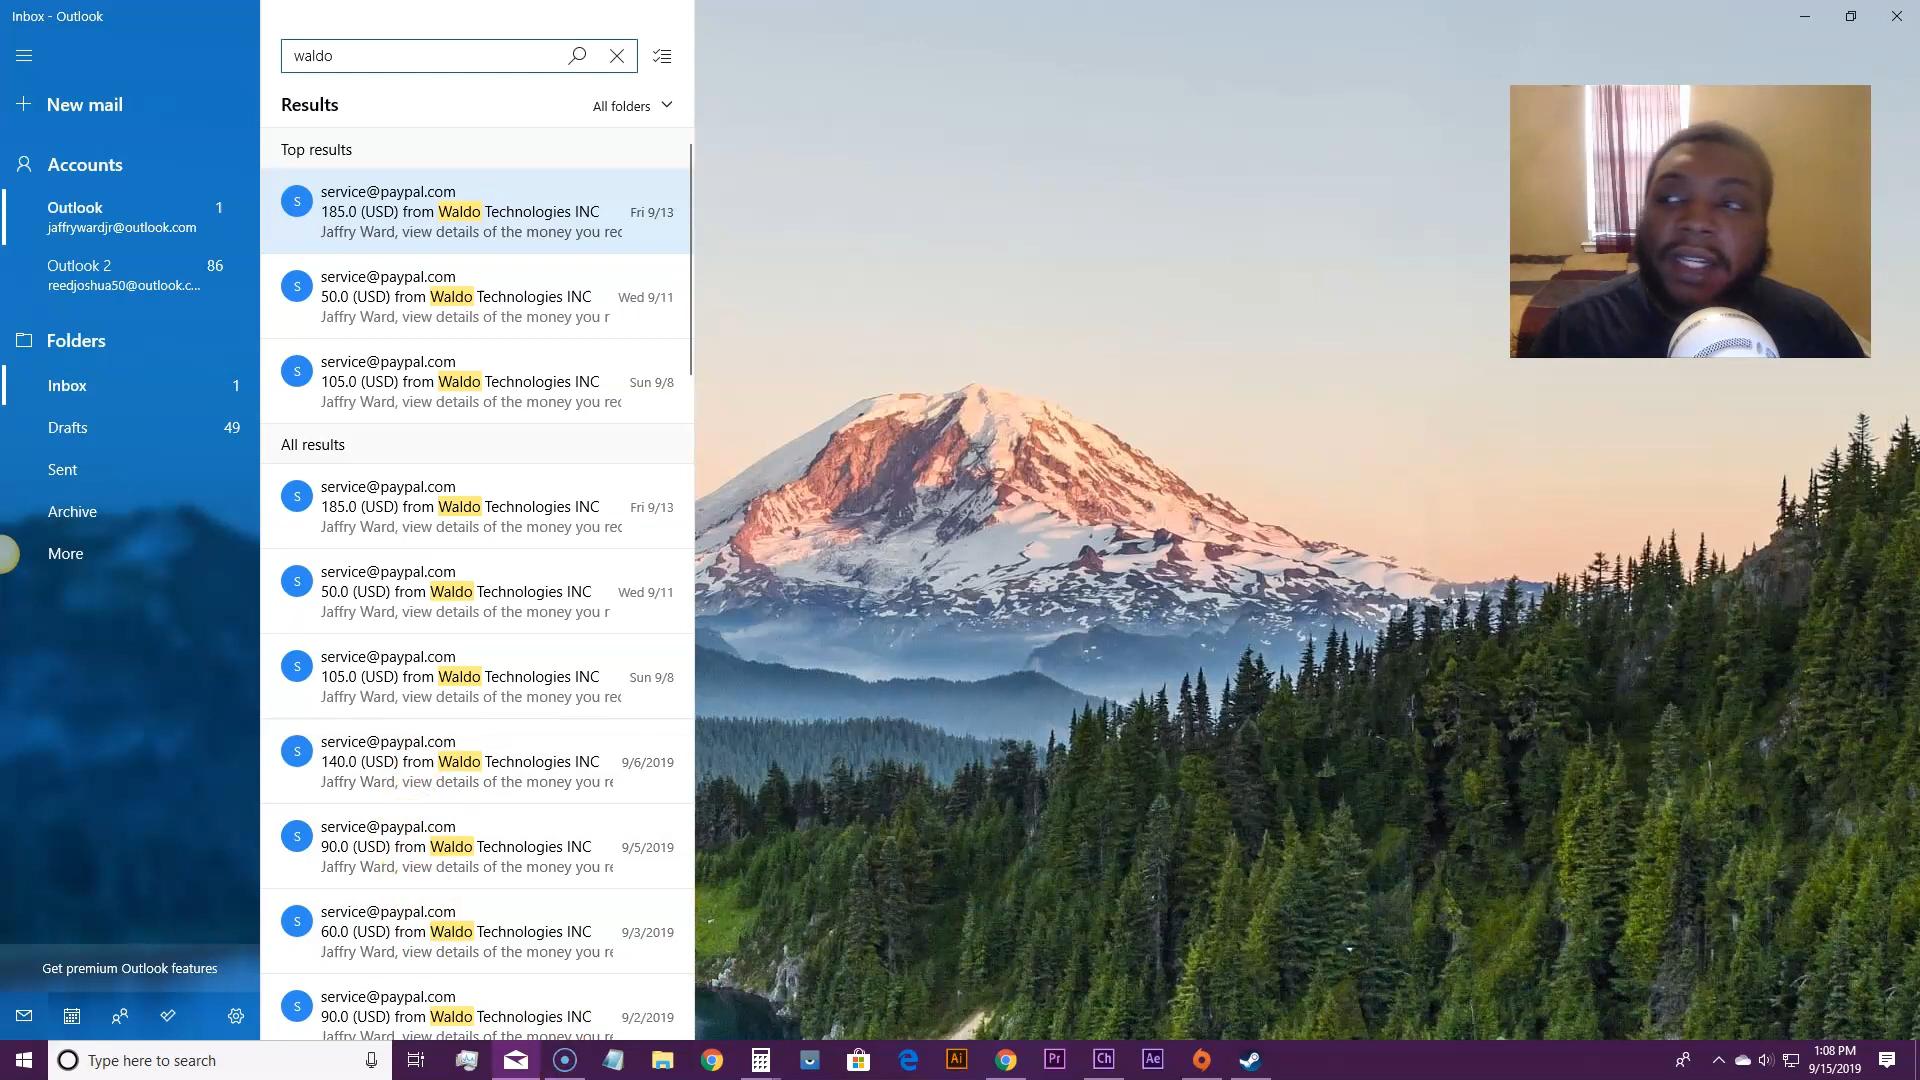 Inbox - Outlook
New mail
Accounts
Outlook 1
jaffrywardjr@outlook.com
Outlook 2 86
reedjoshua50@outlook.c...
Folders
Inbox 1
Drafts 49
Sent
Archive
More
Get premium Outlook features
waldo
Results All folders
Top results
S
service@paypal.com
185.0 (USD) from Waldo Technologies INC Fri 9/13
Jaffry Ward, view details of the money you rec
S
service@paypal.com
50.0 (USD) from Waldo Technologies INC Wed 9/11
Jaffry Ward, view details of the money you r
S
service@paypal.com
105.0 (USD) from Waldo Technologies INC Sun 9/8
Jaffry Ward, view details of the money you rec
All results
S
service@paypal.com
185.0 (USD) from Waldo Technologies INC Fri 9/13
Jaffry Ward, view details of the money you rec
S
service@paypal.com
50.0 (USD) from Waldo Technologies INC Wed 9/11
Jaffry Ward, view details of the money you r
S
service@paypal.com
105.0 (USD) from Waldo Technologies INC Sun 9/8
Jaffry Ward, view details of the money you rec
S
service@paypal.com
140.0 (USD) from Waldo Technologies INC 9/6/2019
Jaffry Ward, view details of the money you re
S
service@paypal.com
90.0 (USD) from Waldo Technologies INC 9/5/2019
Jaffry Ward, view details of the money you re
S
service@paypal.com
60.0 (USD) from Waldo Technologies INC 9/3/2019
Jaffry Ward, view details of the money you re
S
service@paypal.com
90.0 (USD) from Waldo Technologies INC 9/2/2019
Jaffry Ward, view details of the money you re
Type here to search
Ai
Pr
Ch
Ae
1:08 PM
9/15/2019